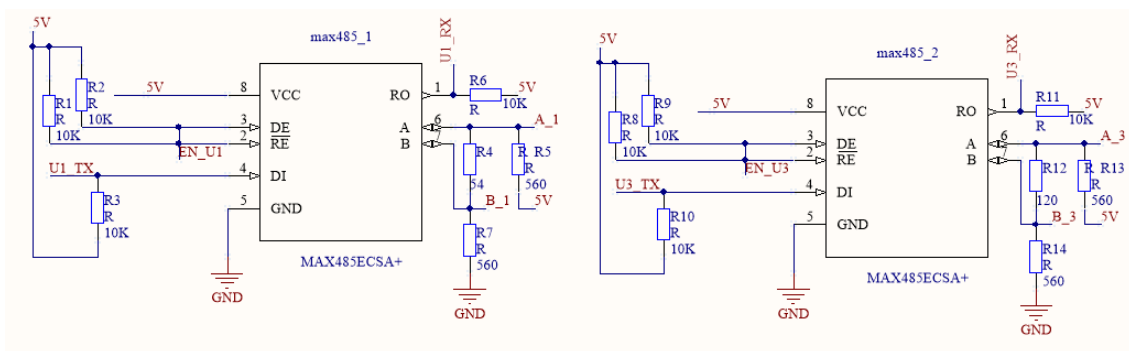 5V
max485_1
U1_RX
R1
R
10K
R2
R
10K
5V
8
VCC
3
DE
2
RE
EN_U1
U1_TX
4
DI
R3
R
10K
5
GND
GND
RO
1
R6
R
10K
5V
A
6
A_1
B
7
R4
54
R
R5
560
5V
B_1
R7
R
560
GND
MAX485ECSA+
5V
max485_2
U3_RX
R8
R
10K
R9
R
10K
5V
8
VCC
3
DE
2
RE
EN_U3
U3_TX
4
DI
R10
R
10K
5
GND
GND
RO
1
R11
R
10K
5V
A
6
A_3
B
7
R12
120
R
R13
560
5V
B_3
R14
R
560
GND
MAX485ECSA+